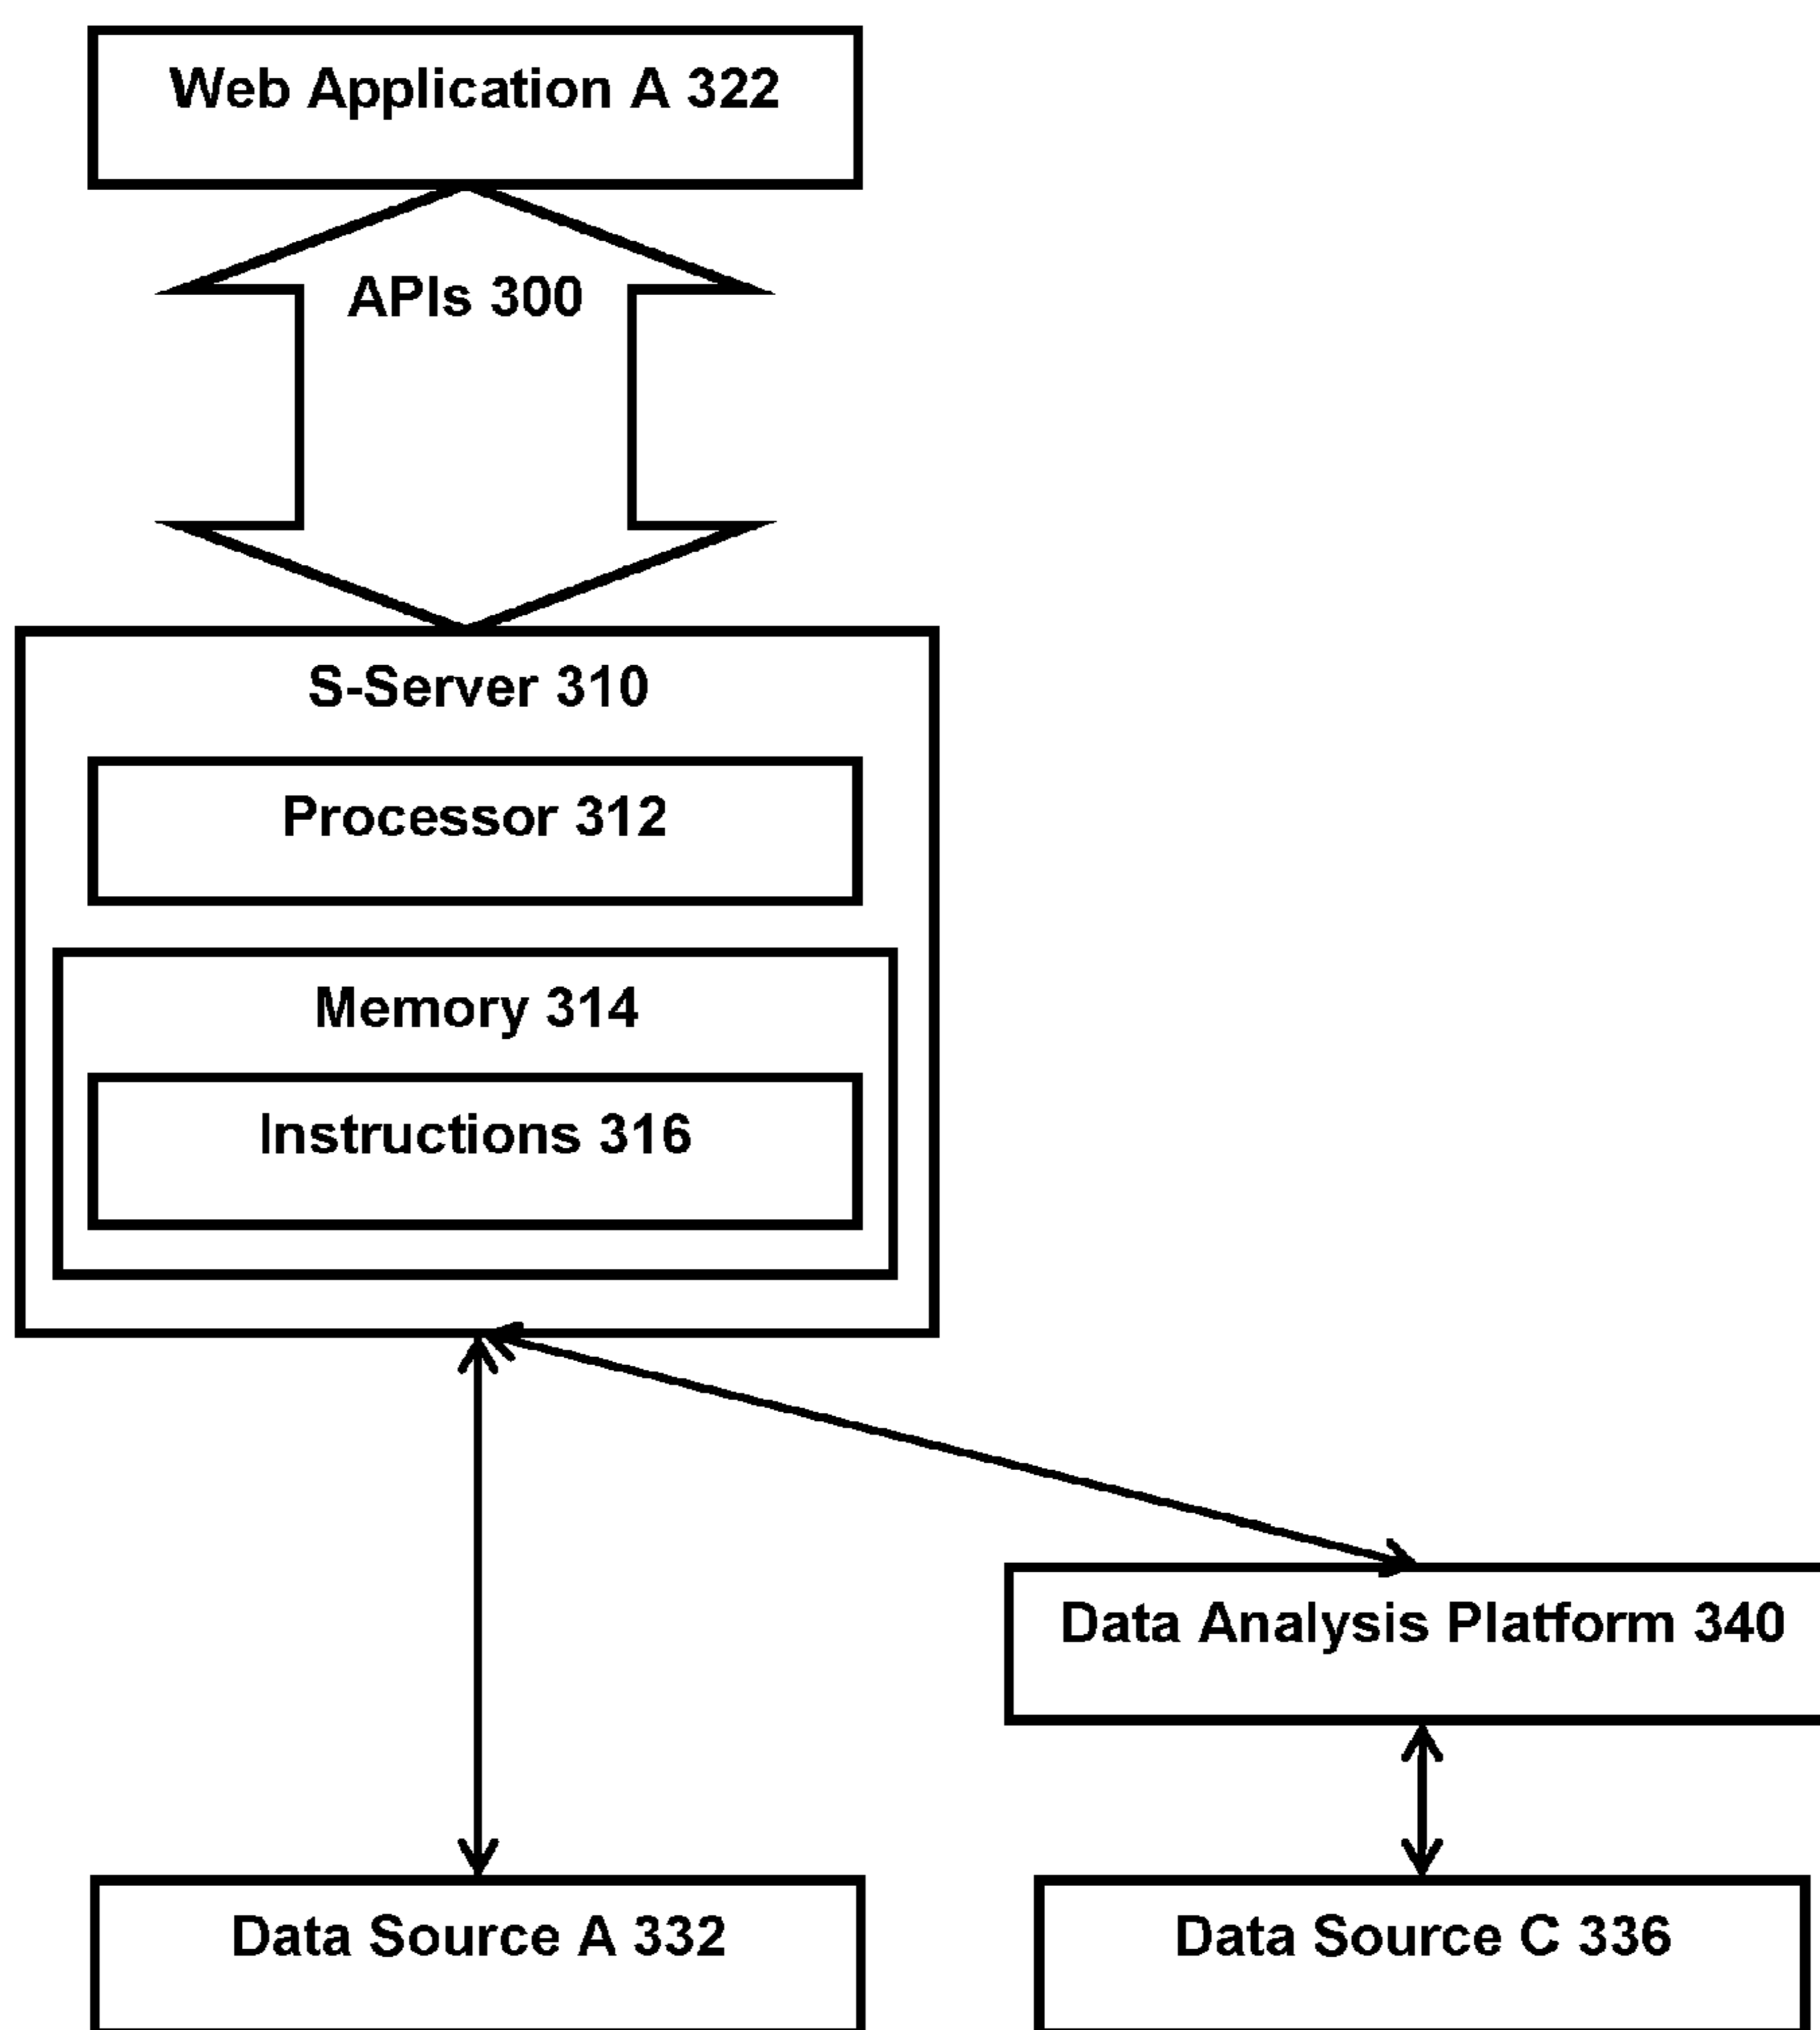 Web Application A 322
APIs 300
S-Server 310
Processor 312
Memory 314
Instructions 316
Data Analysis Platform 340
Data Source A 332
Data Source C 336